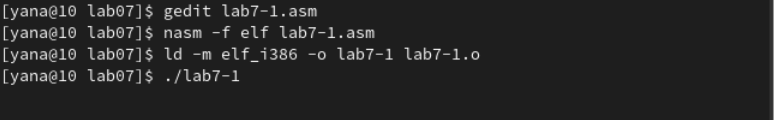 [yana@10 lab07]$ gedit lab7-1.asm
[yana@10 lab07]$ nasm -f elf lab7-1.asm
[yana@10 lab07]$ ld -m elf_i386 -o lab7-1 lab7-1.o
[yana@10 lab07]$ ./lab7-1